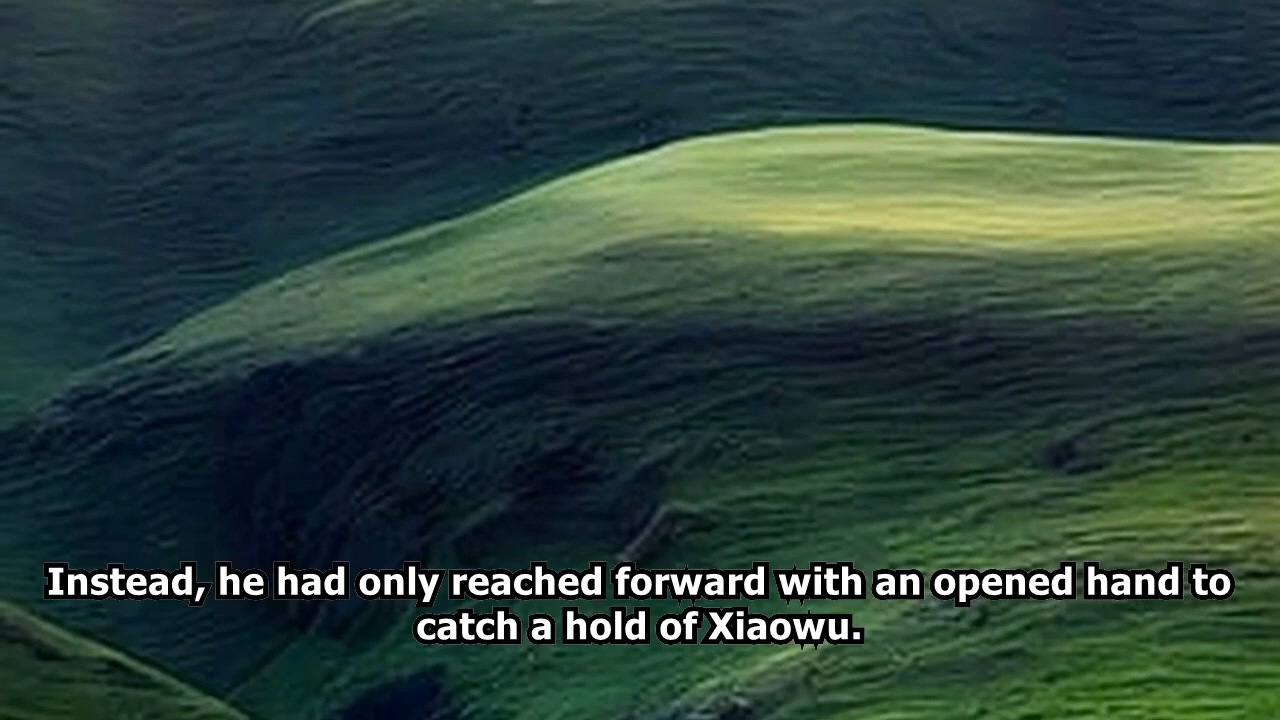 Instead, he had only reached forward with an opened hand to
catch a hold of Xiaowu.